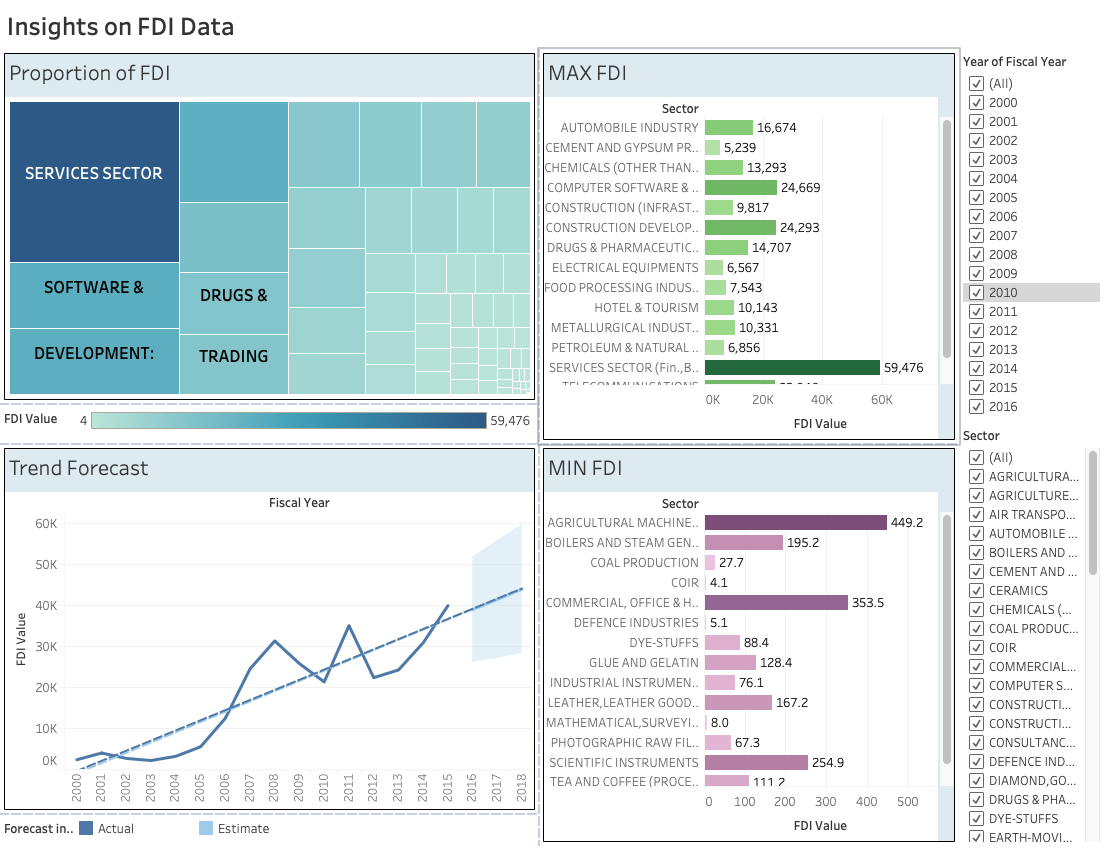 Insights on FDI Data
Proportion of FDI
SERVICES SECTOR
SOFTWARE &
DEVELOPMENT:
DRUGS &
TRADING
FDI Value
4
59,476
MAX FDI
Sector
AUTOMOBILE INDUSTRY 16,674
CEMENT AND GYPSUM PR.. 5,239
CHEMICALS (OTHER THAN.. 13,293
COMPUTER SOFTWARE & .. 24,669
CONSTRUCTION (INFRAST.. 9,817
CONSTRUCTION DEVELOP.. 24,293
DRUGS & PHARMACEUTIC.. 14,707
ELECTRICAL EQUIPMENTS 6,567
FOOD PROCESSING INDUS.. 7,543
HOTEL & TOURISM 10,143
METALLURGICAL INDUST.. 10,331
PETROLEUM & NATURAL .. 6,856
SERVICES SECTOR (Fin.,B.. 59,476
TELECOMMUNICATIONS
0K 20K 40K 60K
FDI Value
Trend Forecast
Fiscal Year
60K
50K
40K
30K
20K
10K
0K
FDI Value
2000 2001 2002 2003 2004 2005 2006 2007 2008 2009 2010 2011 2012 2013 2014 2015 2016 2017 2018
Forecast in..
Actual
Estimate
MIN FDI
Sector
AGRICULTURAL MACHINE.. 449.2
BOILERS AND STEAM GEN.. 195.2
COAL PRODUCTION 27.7
COIR 4.1
COMMERCIAL, OFFICE & H.. 353.5
DEFENCE INDUSTRIES 5.1
DYE-STUFFS 88.4
GLUE AND GELATIN 128.4
INDUSTRIAL INSTRUMEN.. 76.1
LEATHER,LEATHER GOOD.. 167.2
MATHEMATICAL,SURVEYI.. 8.0
PHOTOGRAPHIC RAW FIL.. 67.3
SCIENTIFIC INSTRUMENTS 254.9
TEA AND COFFEE (PROCE.. 111.2
0 100 200 300 400 500
FDI Value
Year of Fiscal Year
(All)
2000
2001
2002
2003
2004
2005
2006
2007
2008
2009
2010
2011
2012
2013
2014
2015
2016
Sector
(All)
AGRICULTURA...
AGRICULTURE...
AIR TRANSPO...
AUTOMOBILE ...
BOILERS AND ...
CEMENT AND ...
CERAMICS
CHEMICALS (...
COAL PRODUC...
COIR
COMMERCIAL...
COMPUTER S...
CONSTRUCTI...
CONSTRUCTI...
CONSULTANC...
DEFENCE IND...
DIAMOND,GO...
DRUGS & PHA...
DYE-STUFFS
EARTH-MOVI...